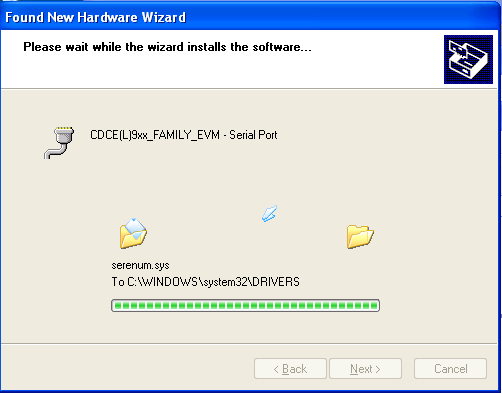 Found New Hardware Wizard
Please wait while the wizard installs the software...
CDCE(L)9xx_FAMILY_EVM - Serial Port
serenum.sys
To C:\WINDOWS\system32\DRIVERS
< Back Next > Cancel